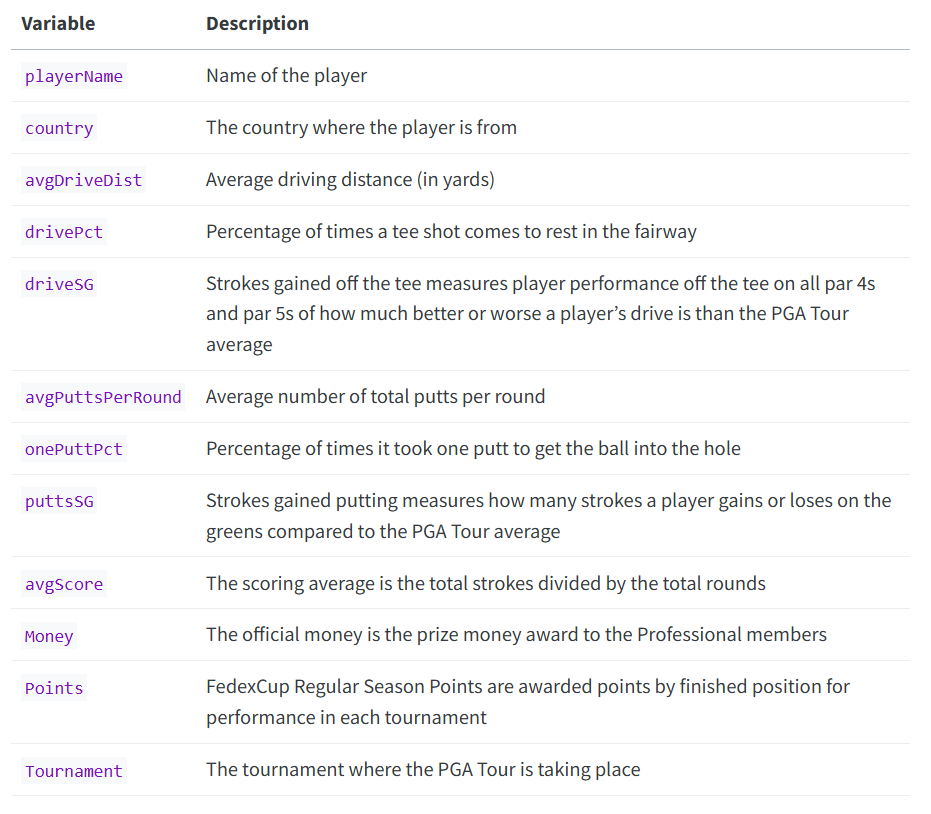 Variable Description
playerName Name of the player
country The country where the player is from
avgDriveDist Average driving distance (in yards)
drivePct Percentage of times a tee shot comes to rest in the fairway
driveSG Strokes gained off the tee measures player performance off the tee on all par 4s
and par 5s of how much better or worse a player’s drive is than the PGA Tour
average
avgPuttsPerRound Average number of total putts per round
onePuttPct Percentage of times it took one putt to get the ball into the hole
puttsSG Strokes gained putting measures how many strokes a player gains or loses on the
greens compared to the PGA Tour average
avgScore The scoring average is the total strokes divided by the total rounds
Money The official money is the prize money award to the Professional members
Points FedexCup Regular Season Points are awarded points by finished position for
performance in each tournament
Tournament The tournament where the PGA Tour is taking place